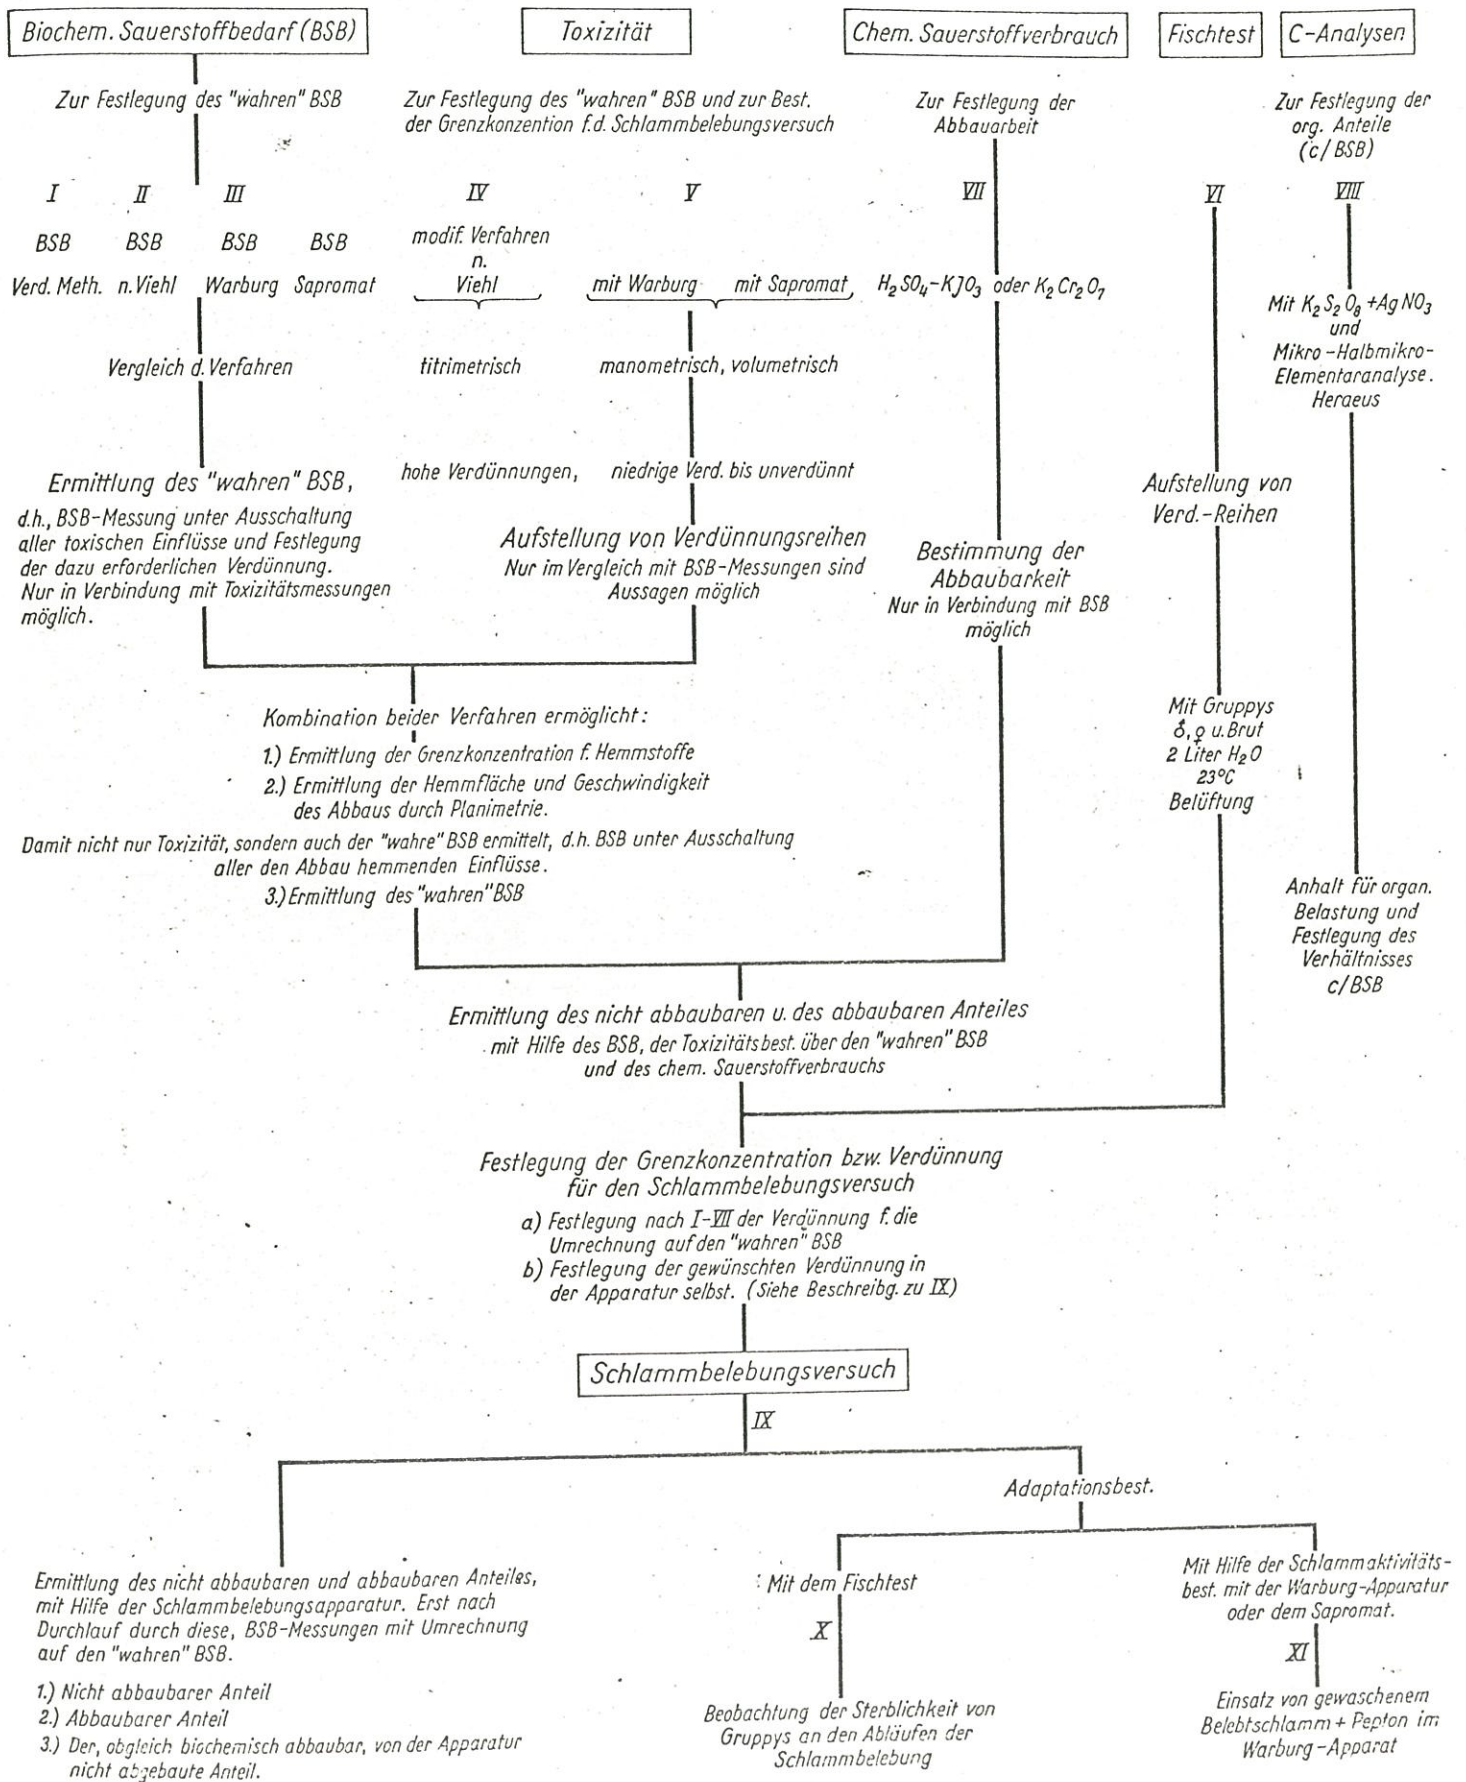 Biochem. Sauerstoffbedarf (BSB)
Toxizität
Chem. Sauerstoffverbrauch
Fischtest
C-Analysen
Zur Festlegung des "wahren" BSB
Zur Festlegung des "wahren" BSB und zur Best.
der Grenzkonzention f.d. Schlammbelebungsversuch
Zur Festlegung der
Abbauarbeit
Zur Festlegung der
org. Anteile
(c/BSB)
I
II
III
IV
V
VII
VI
VIII
BSB
Verd. Meth.
BSB
n. Viehl
BSB
Warburg
BSB
Sapromat
modif. Verfahren
n.
Viehl
mit Warburg
mit Sapromat
H₂SO₄-KJO₃ oder K₂Cr₂O₇
Mit K₂S₂O₈ + AgNO₃
und
Mikro-Halbmikro-
Elementaranalyse.
Heraeus
Vergleich d. Verfahren
titrimetrisch
manometrisch, volumetrisch
Ermittlung des "wahren" BSB,
d.h., BSB-Messung unter Ausschaltung
aller toxischen Einflüsse und Festlegung
der dazu erforderlichen Verdünnung.
Nur in Verbindung mit Toxizitätsmessungen
möglich.
hohe Verdünnungen,
niedrige Verd. bis unverdünnt
Aufstellung von Verdünnungsreihen
Nur im Vergleich mit BSB-Messungen sind
Aussagen möglich
Bestimmung der
Abbaubarkeit
Nur in Verbindung mit BSB
möglich
Aufstellung von
Verd.-Reihen
Mit Gruppys
♂, ♀ u. Brut
2 Liter H₂O
23°C
Belüftung
Anhalt für organ.
Belastung und
Festlegung des
Verhältnisses
c/BSB
Kombination beider Verfahren ermöglicht:
1.) Ermittlung der Grenzkonzentration f. Hemmstoffe
2.) Ermittlung der Hemmfläche und Geschwindigkeit
des Abbaus durch Planimetrie.
Damit nicht nur Toxizität, sondern auch der "wahre" BSB ermittelt, d.h. BSB unter Ausschaltung
aller den Abbau hemmenden Einflüsse.
3.) Ermittlung des "wahren" BSB
Ermittlung des nicht abbaubaren u. des abbaubaren Anteiles
mit Hilfe des BSB, der Toxizitätsbest. über den "wahren" BSB
und des chem. Sauerstoffverbrauchs
Festlegung der Grenzkonzentration bzw. Verdünnung
für den Schlammbelebungsversuch
a) Festlegung nach I-VII der Verdünnung f. die
Umrechnung auf den "wahren" BSB
b) Festlegung der gewünschten Verdünnung in
der Apparatur selbst. (Siehe Beschreibg. zu IX)
Schlammbelebungsversuch
IX
Adaptationsbest.
Ermittlung des nicht abbaubaren und abbaubaren Anteiles,
mit Hilfe der Schlammbelebungsapparatur. Erst nach
Durchlauf durch diese, BSB-Messungen mit Umrechnung
auf den "wahren" BSB.
1.) Nicht abbaubarer Anteil
2.) Abbaubarer Anteil
3.) Der, obgleich biochemisch abbaubar, von der Apparatur
nicht abgebaute Anteil.
Mit dem Fischtest
X
Beobachtung der Sterblichkeit von
Gruppys an den Abläufen der
Schlammbelebung
Mit Hilfe der Schlammaktivitäts-
best. mit der Warburg-Apparatur
oder dem Sapromat.
XI
Einsatz von gewaschenem
Belebtschlamm + Pepton im
Warburg-Apparat